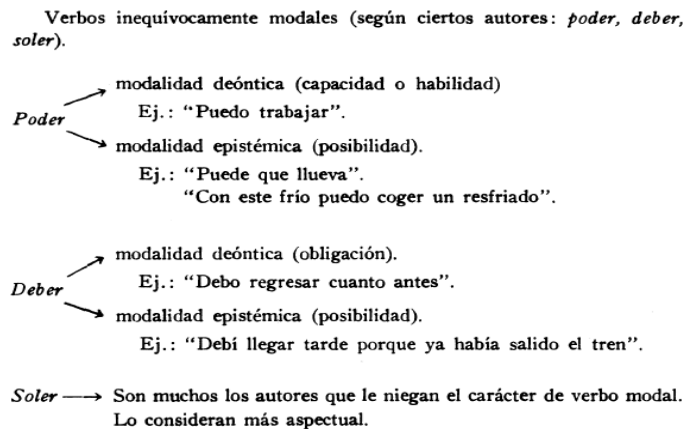 Verbos inequívocamente modales (según ciertos autores: poder, deber,
soler).
modalidad deóntica (capacidad o habilidad)
Ej.: “Puedo trabajar”.
Poder
modalidad epistémica (posibilidad).
Ej.: “Puede que llueva”.
“Con este frío puedo coger un resfriado”.
modalidad deóntica (obligación).
Ej.: “Debo regresar cuanto antes”.
Deber
modalidad epistémica (posibilidad).
Ej.: “Debí llegar tarde porque ya había salido el tren”.
Soler → Son muchos los autores que le niegan el carácter de verbo modal.
Lo consideran más aspectual.